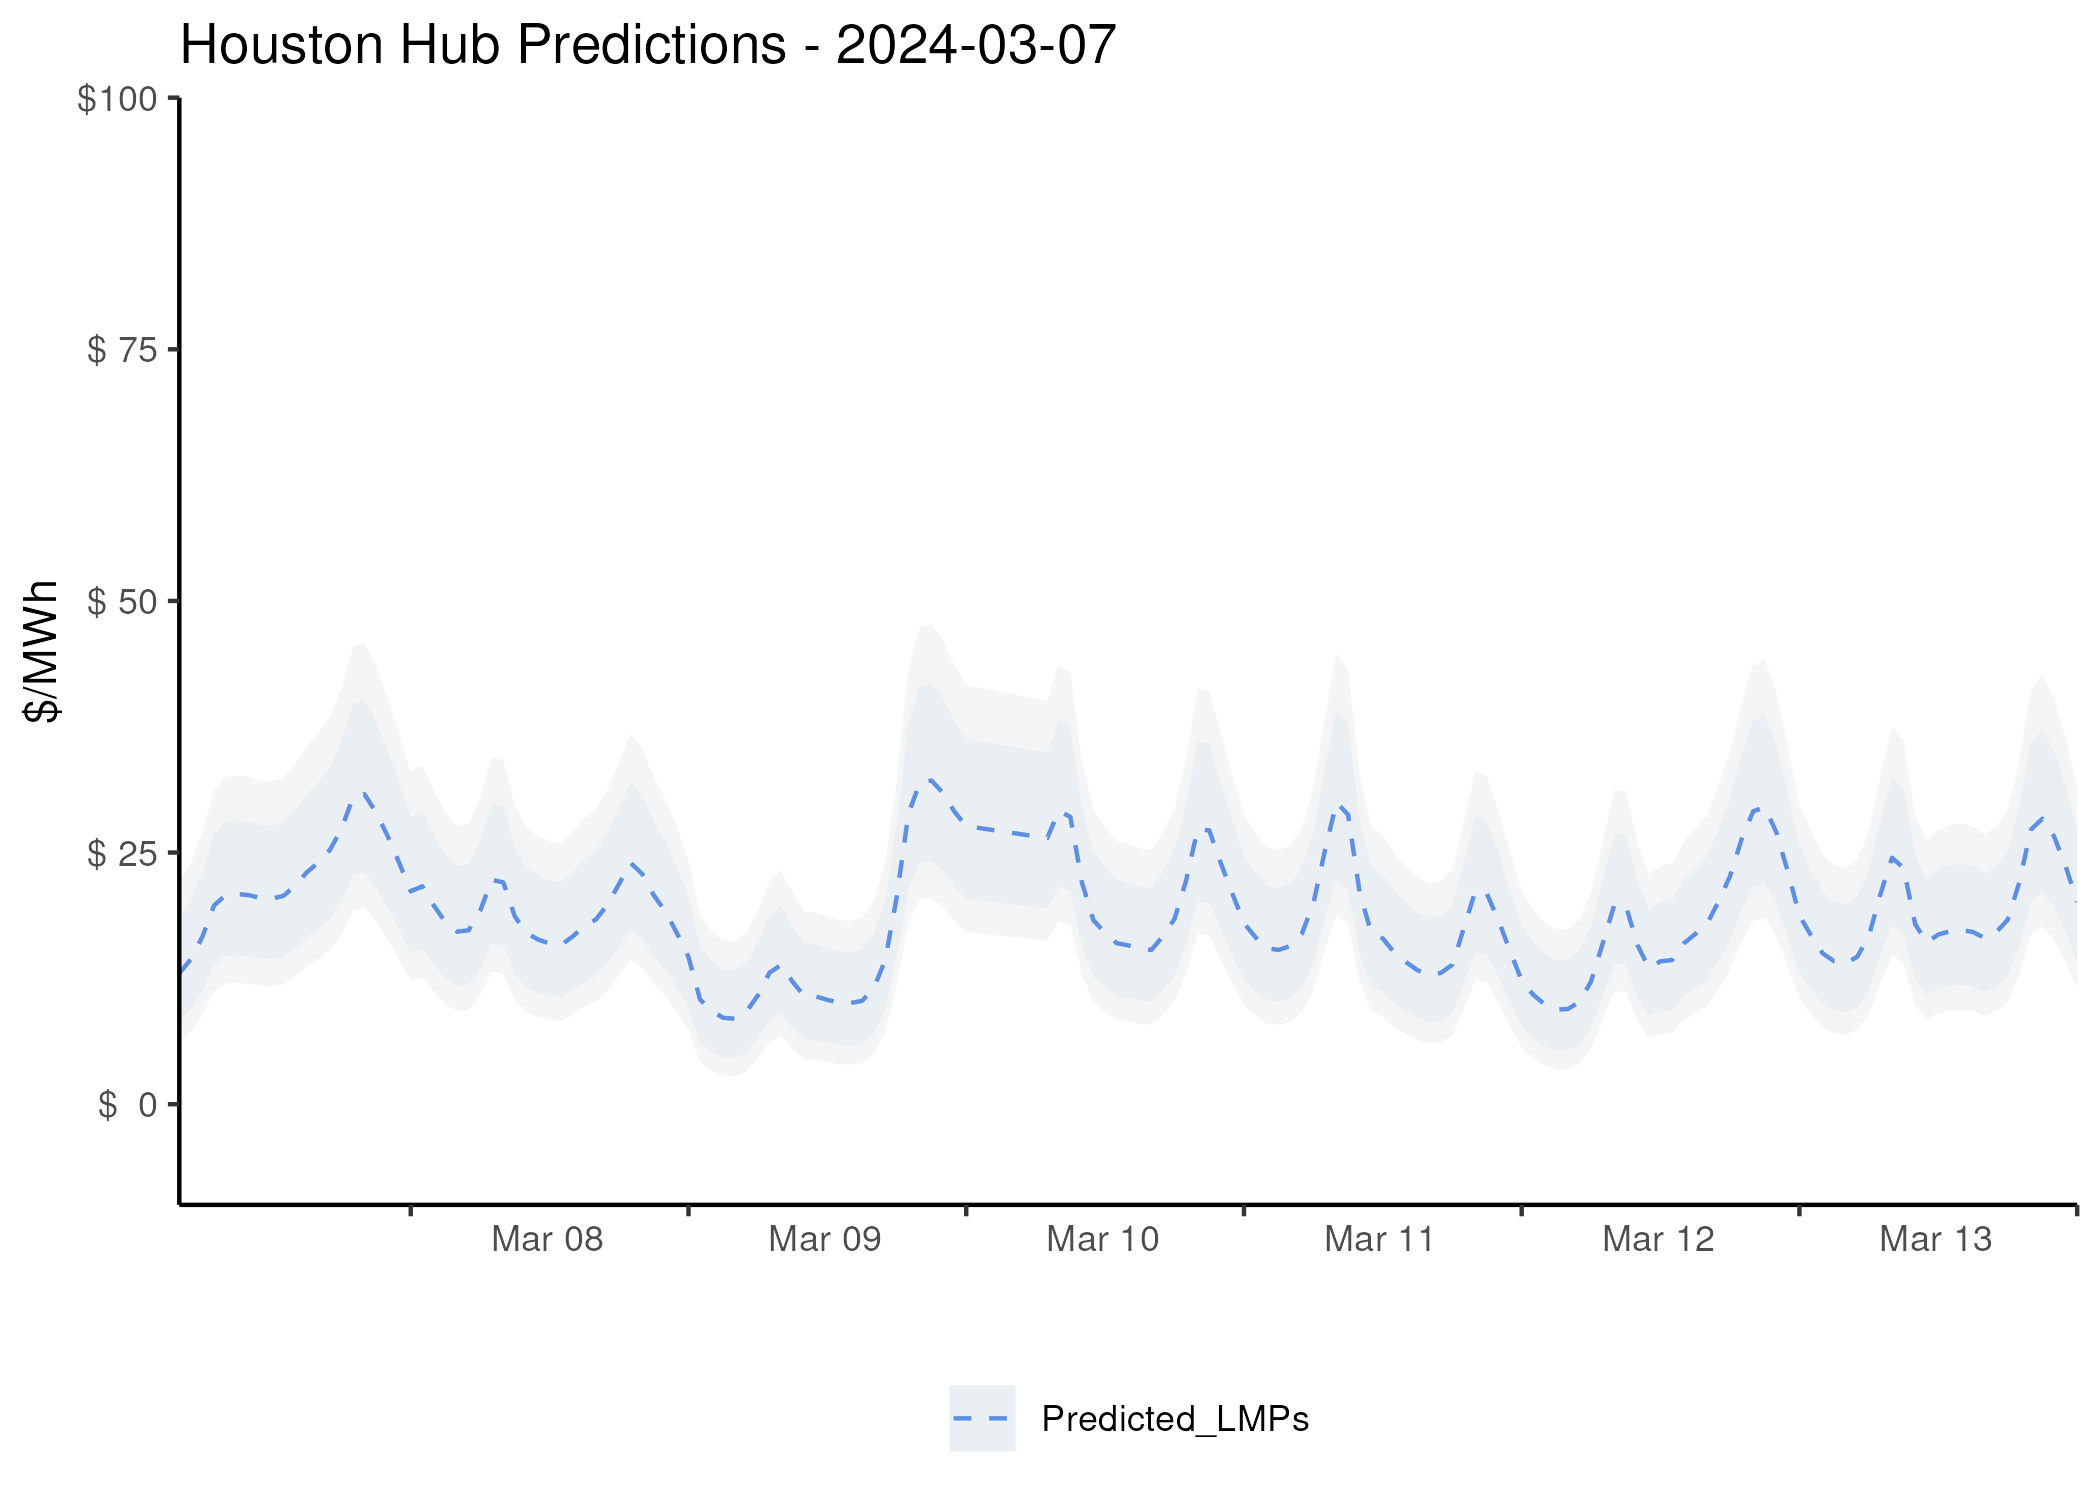 Houston Hub Predictions - 2024-03-07
$100
$ 75
$ 50
$ 25
$  0
$/MWh
Mar 08
Mar 09
Mar 10
Mar 11
Mar 12
Mar 13
Predicted_LMPs